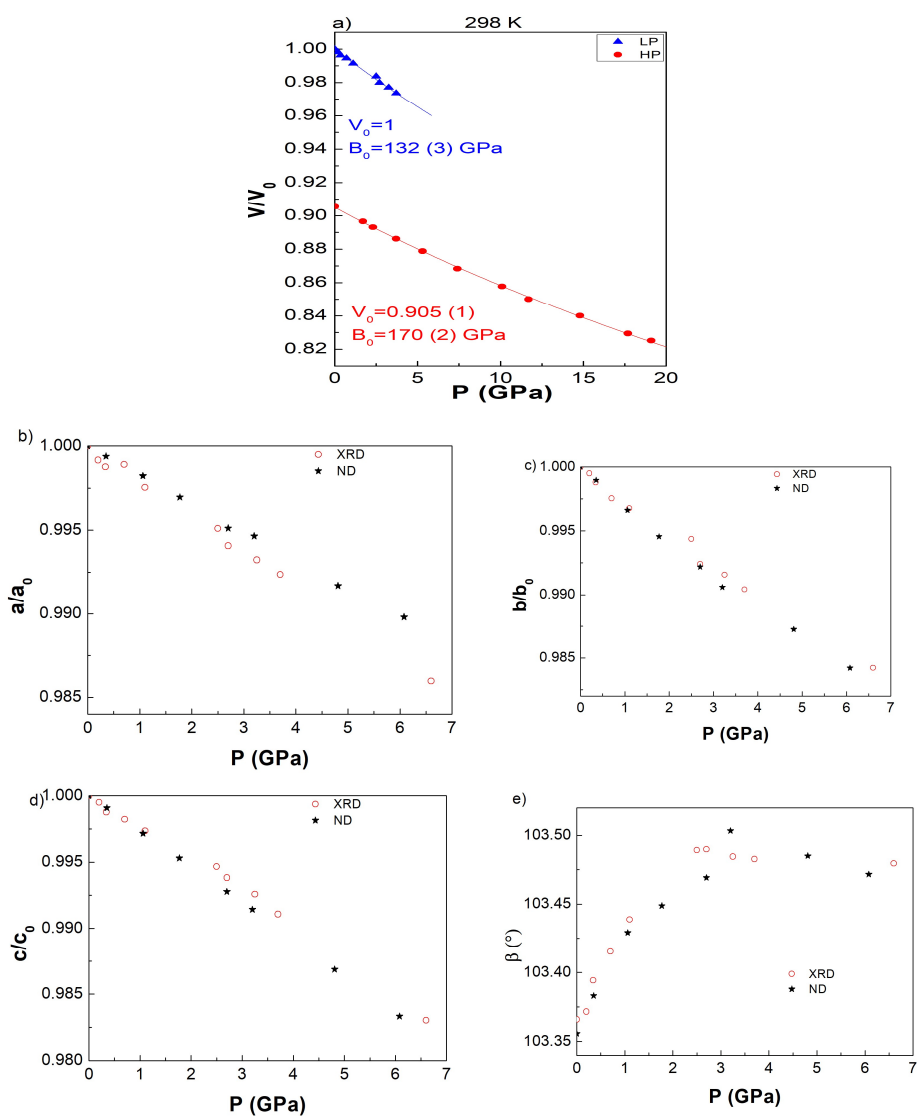 a)
298 K
LP
HP
1.00
0.98
0.96
0.94
0.92
0.90
0.88
0.86
0.84
0.82
V/V₀
Vₒ=1
Bₒ=132 (3) GPa
Vₒ=0.905 (1)
Bₒ=170 (2) GPa
0 5 10 15 20
P (GPa)
b)
XRD
ND
1.000
0.995
0.990
0.985
a/a₀
0 1 2 3 4 5 6 7
P (GPa)
c)
XRD
ND
1.000
0.995
0.990
0.985
b/b₀
0 1 2 3 4 5 6 7
P (GPa)
d)
XRD
ND
1.000
0.995
0.990
0.985
0.980
c/c₀
0 1 2 3 4 5 6 7
P (GPa)
e)
103.50
103.45
103.40
103.35
β (°)
XRD
ND
0 1 2 3 4 5 6 7
P (GPa)